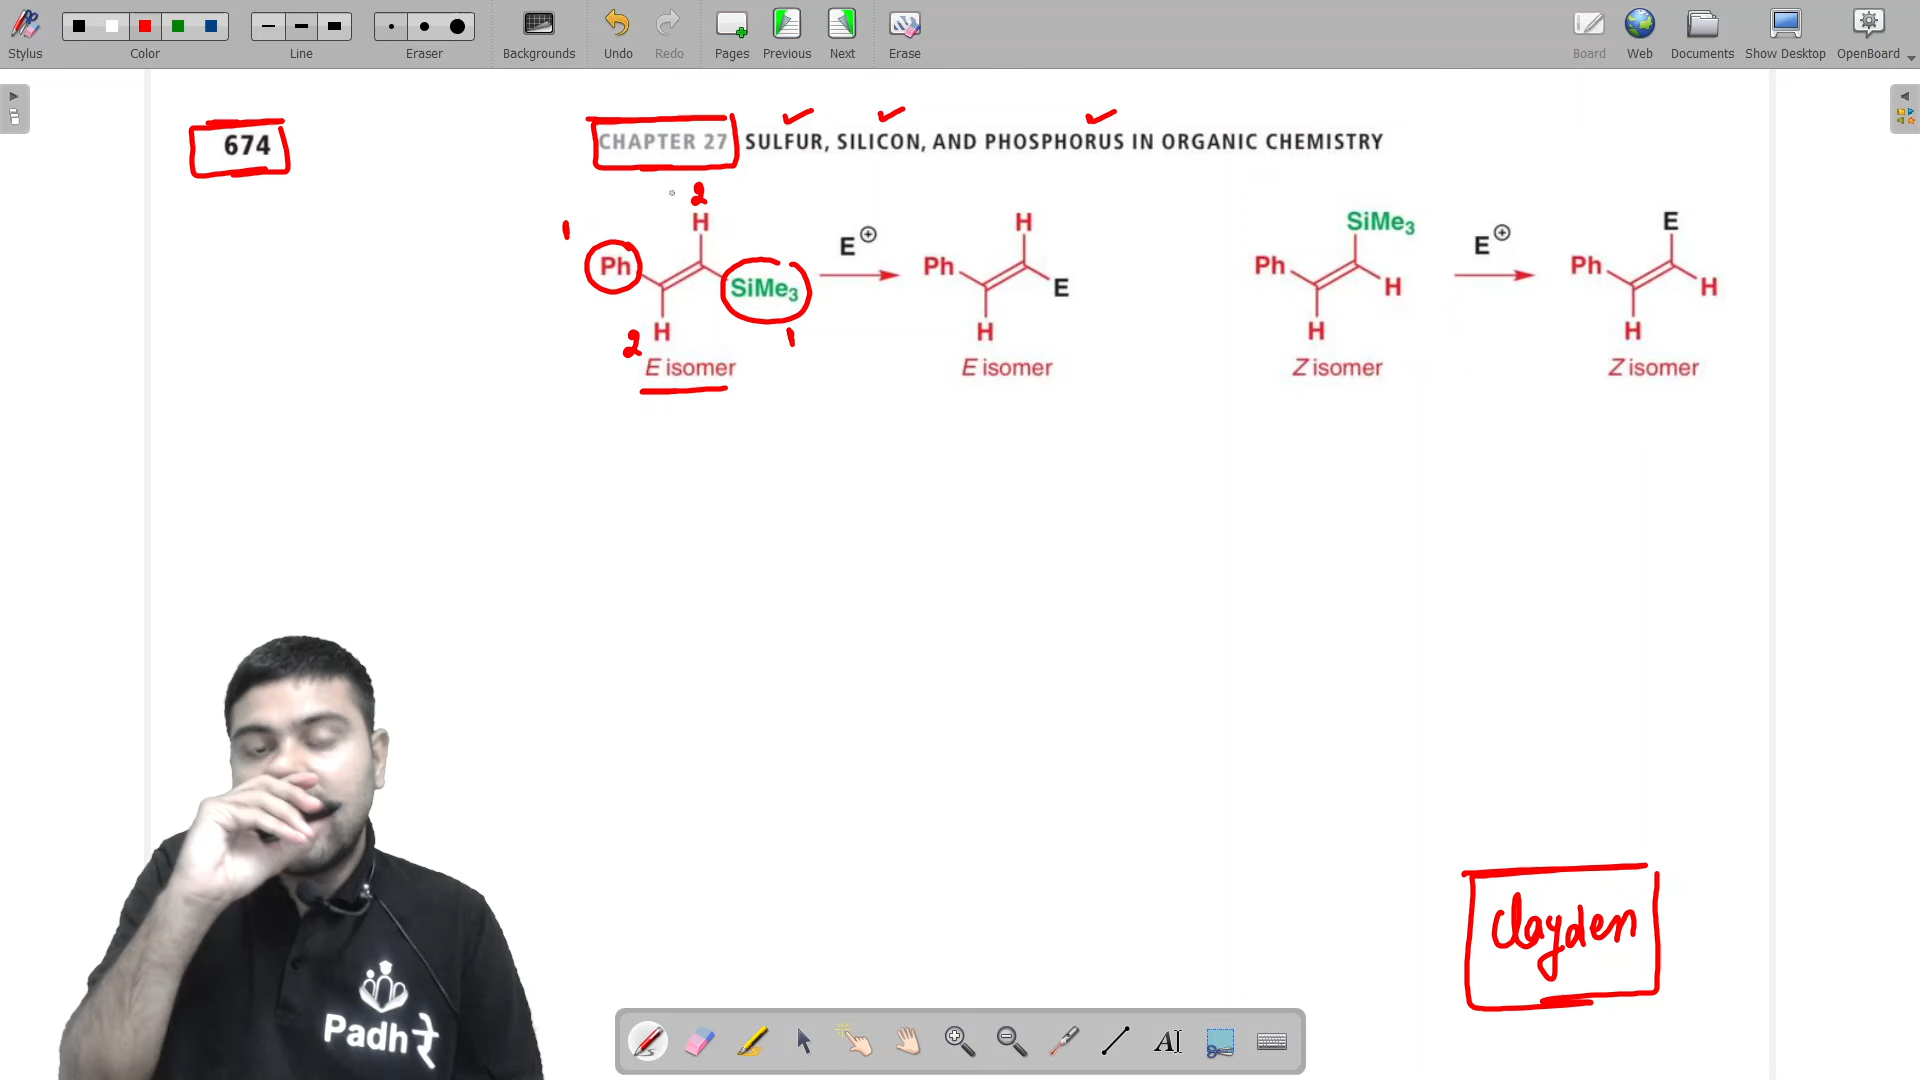 Stylus Color Line Eraser Backgrounds Undo Redo Pages Previous Next Erase Board Web Documents Show Desktop OpenBoard
674
CHAPTER 27 SULFUR, SILICON, AND PHOSPHORUS IN ORGANIC CHEMISTRY
1
2
Ph
H
SiMe3
H
2
1
E isomer
E⊕
Ph
H
E
H
E isomer
SiMe3
Ph
H
H
Z isomer
E⊕
E
Ph
H
H
Z isomer
Clayden
Padhरे